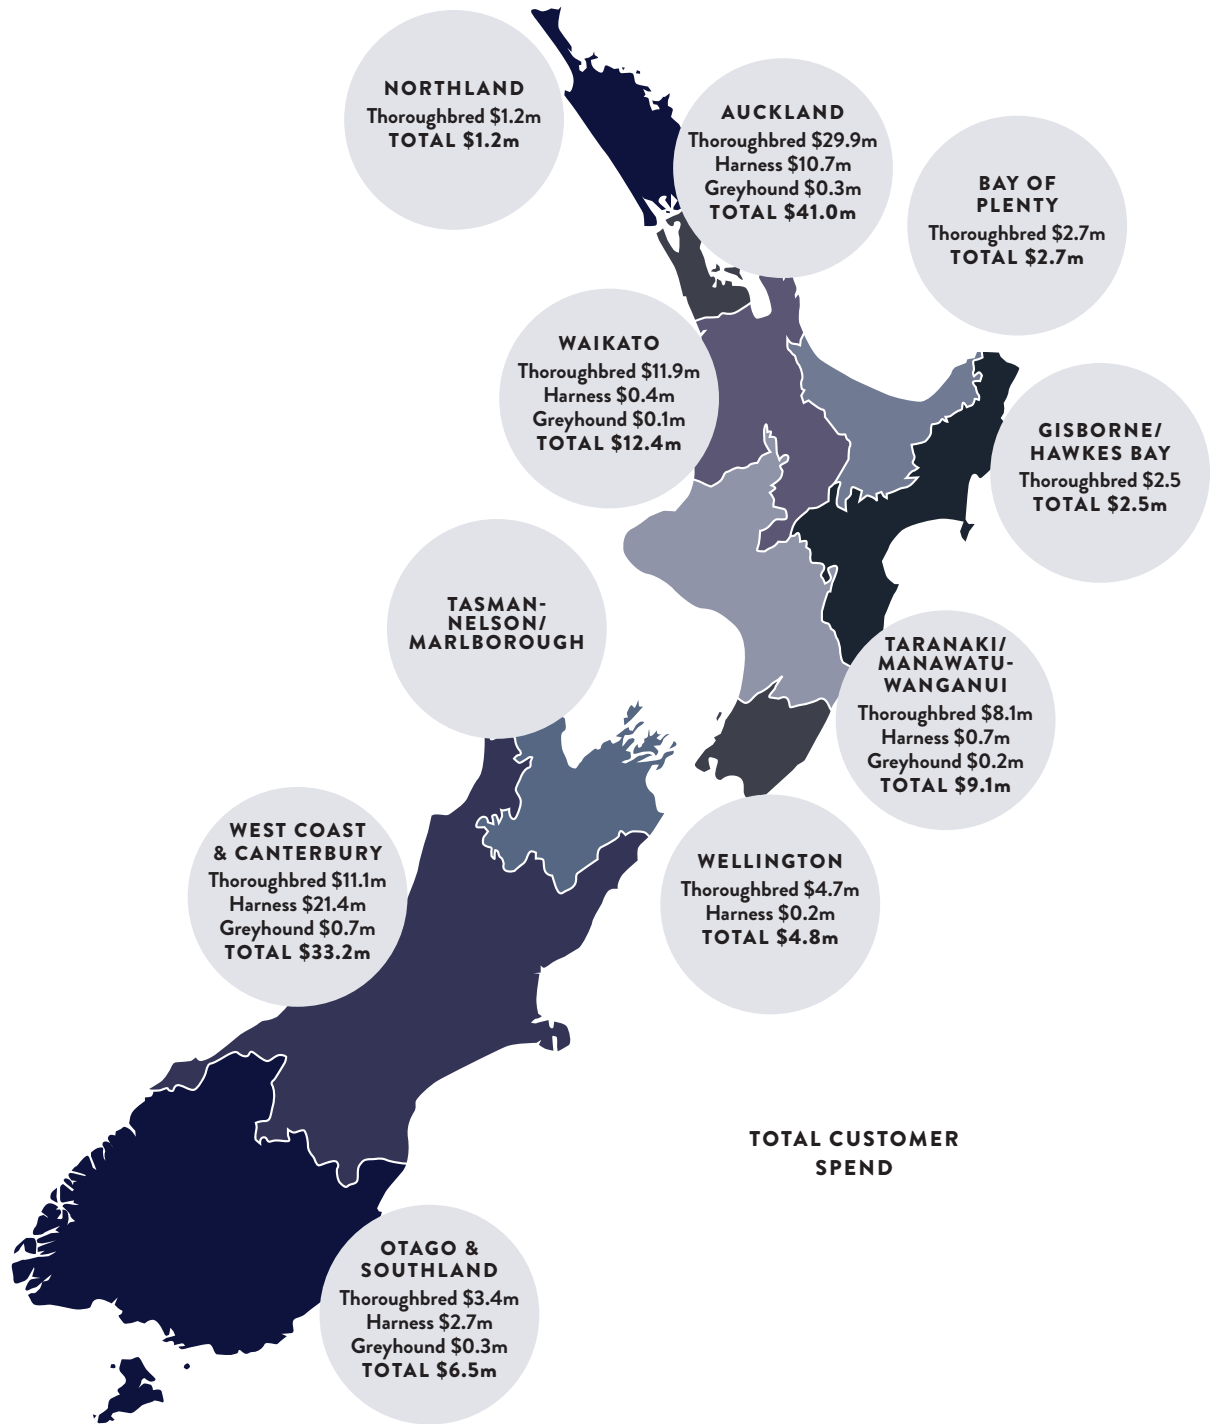 NORTHLAND
Thoroughbred $1.2m
TOTAL $1.2m
AUCKLAND
Thoroughbred $29.9m
Harness $10.7m
Greyhound $0.3m
TOTAL $41.0m
BAY OF
PLENTY
Thoroughbred $2.7m
TOTAL $2.7m
WAIKATO
Thoroughbred $11.9m
Harness $0.4m
Greyhound $0.1m
TOTAL $12.4m
GISBORNE/
HAWKES BAY
Thoroughbred $2.5
TOTAL $2.5m
TASMAN-
NELSON/
MARLBOROUGH
TARANAKI/
MANAWATU-
WANGANUI
Thoroughbred $8.1m
Harness $0.7m
Greyhound $0.2m
TOTAL $9.1m
WEST COAST
& CANTERBURY
Thoroughbred $11.1m
Harness $21.4m
Greyhound $0.7m
TOTAL $33.2m
WELLINGTON
Thoroughbred $4.7m
Harness $0.2m
TOTAL $4.8m
TOTAL CUSTOMER
SPEND
OTAGO &
SOUTHLAND
Thoroughbred $3.4m
Harness $2.7m
Greyhound $0.3m
TOTAL $6.5m